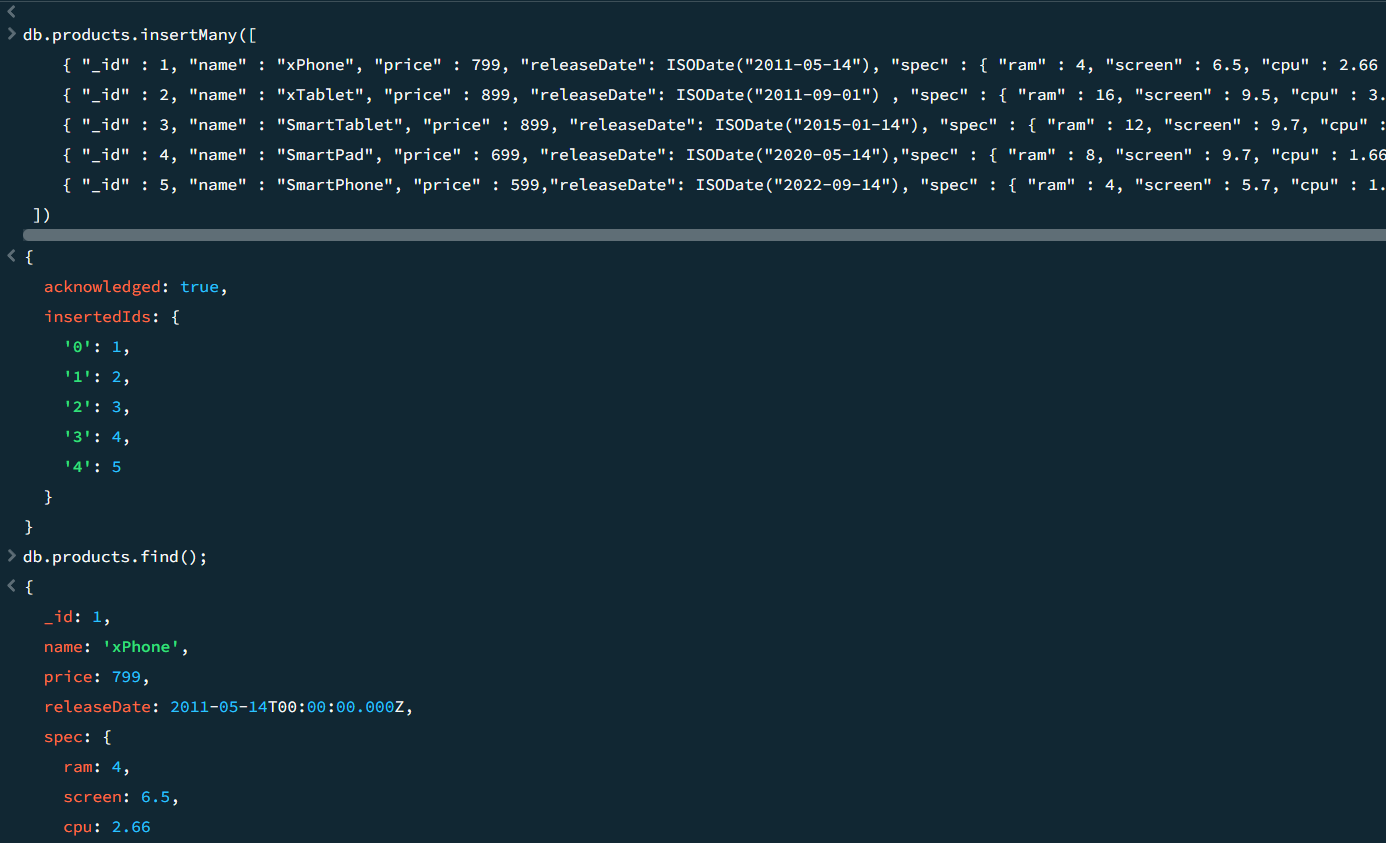 db.products.insertMany([
{ "_id" : 1, "name" : "xPhone", "price" : 799, "releaseDate": ISODate("2011-05-14"), "spec" : { "ram" : 4, "screen" : 6.5, "cpu" : 2.66
{ "_id" : 2, "name" : "xTablet", "price" : 899, "releaseDate": ISODate("2011-09-01") , "spec" : { "ram" : 16, "screen" : 9.5, "cpu" : 3.
{ "_id" : 3, "name" : "SmartTablet", "price" : 899, "releaseDate": ISODate("2015-01-14"), "spec" : { "ram" : 12, "screen" : 9.7, "cpu" :
{ "_id" : 4, "name" : "SmartPad", "price" : 699, "releaseDate": ISODate("2020-05-14"),"spec" : { "ram" : 8, "screen" : 9.7, "cpu" : 1.66
{ "_id" : 5, "name" : "SmartPhone", "price" : 599,"releaseDate": ISODate("2022-09-14"), "spec" : { "ram" : 4, "screen" : 5.7, "cpu" : 1.
])
{
acknowledged: true,
insertedIds: {
'0': 1,
'1': 2,
'2': 3,
'3': 4,
'4': 5
}
}
db.products.find();
{
_id: 1,
name: 'xPhone',
price: 799,
releaseDate: 2011-05-14T00:00:00.000Z,
spec: {
ram: 4,
screen: 6.5,
cpu: 2.66